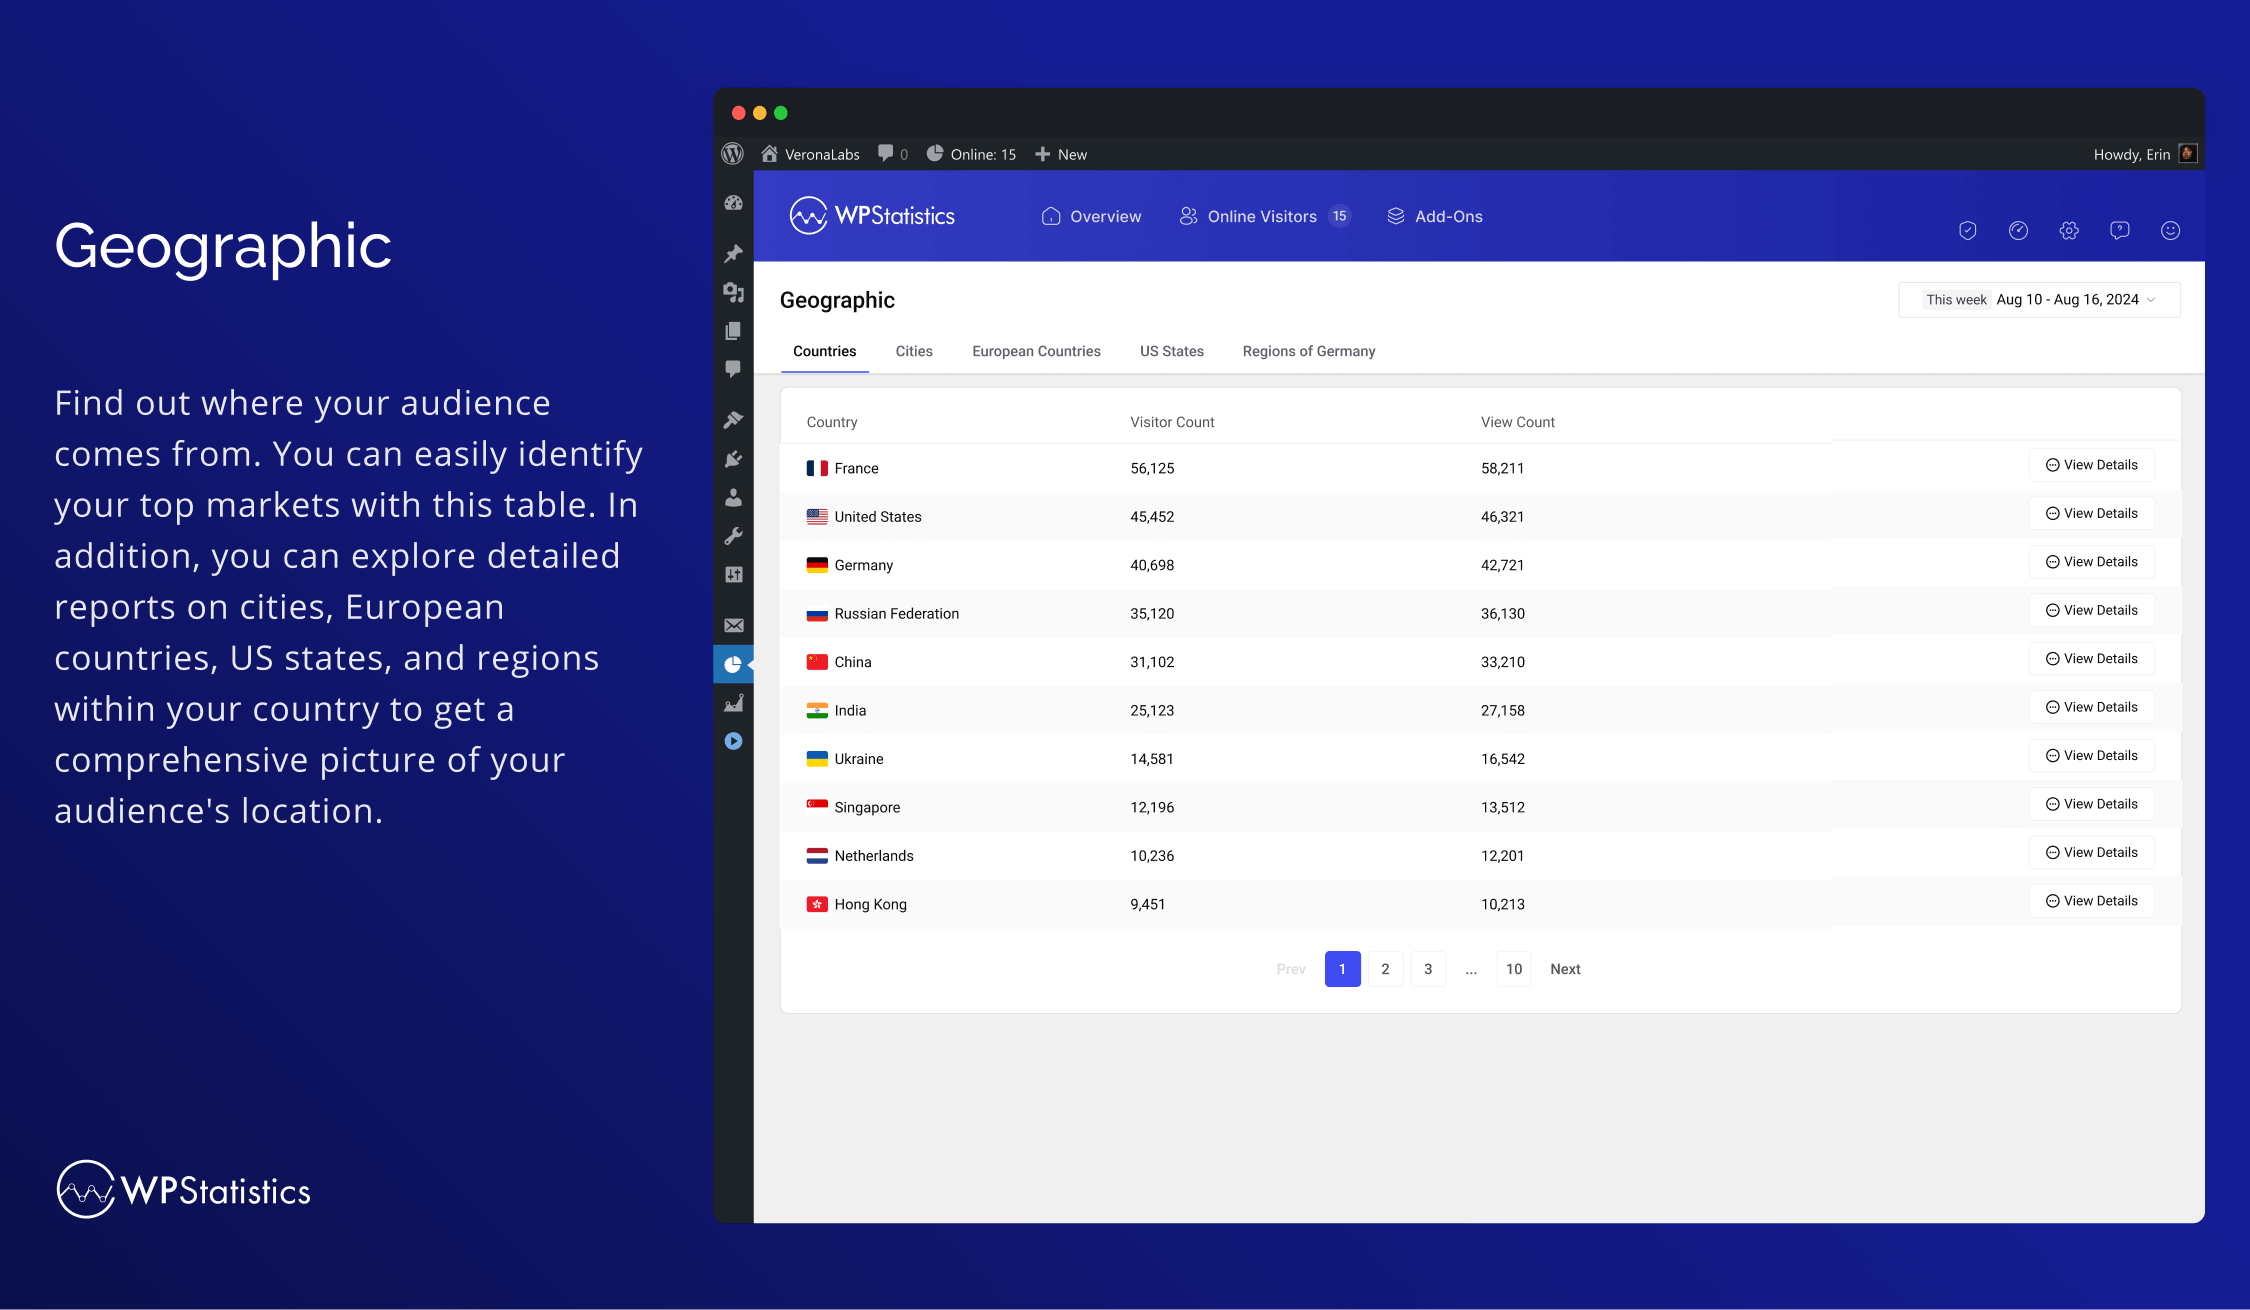 Geographic
Find out where your audience
comes from. You can easily identify
your top markets with this table. In
addition, you can explore detailed
reports on cities, European
countries, US states, and regions
within your country to get a
comprehensive picture of your
audience's location.
WPStatistics
VeronaLabs 0 Online: 15 New Howdy, Erin
WPStatistics Overview Online Visitors 15 Add-Ons
Geographic This week Aug 10 - Aug 16, 2024
Countries Cities European Countries US States Regions of Germany
Country Visitor Count View Count
France 56,125 58,211 View Details
United States 45,452 46,321 View Details
Germany 40,698 42,721 View Details
Russian Federation 35,120 36,130 View Details
China 31,102 33,210 View Details
India 25,123 27,158 View Details
Ukraine 14,581 16,542 View Details
Singapore 12,196 13,512 View Details
Netherlands 10,236 12,201 View Details
Hong Kong 9,451 10,213 View Details
Prev 1 2 3 ... 10 Next